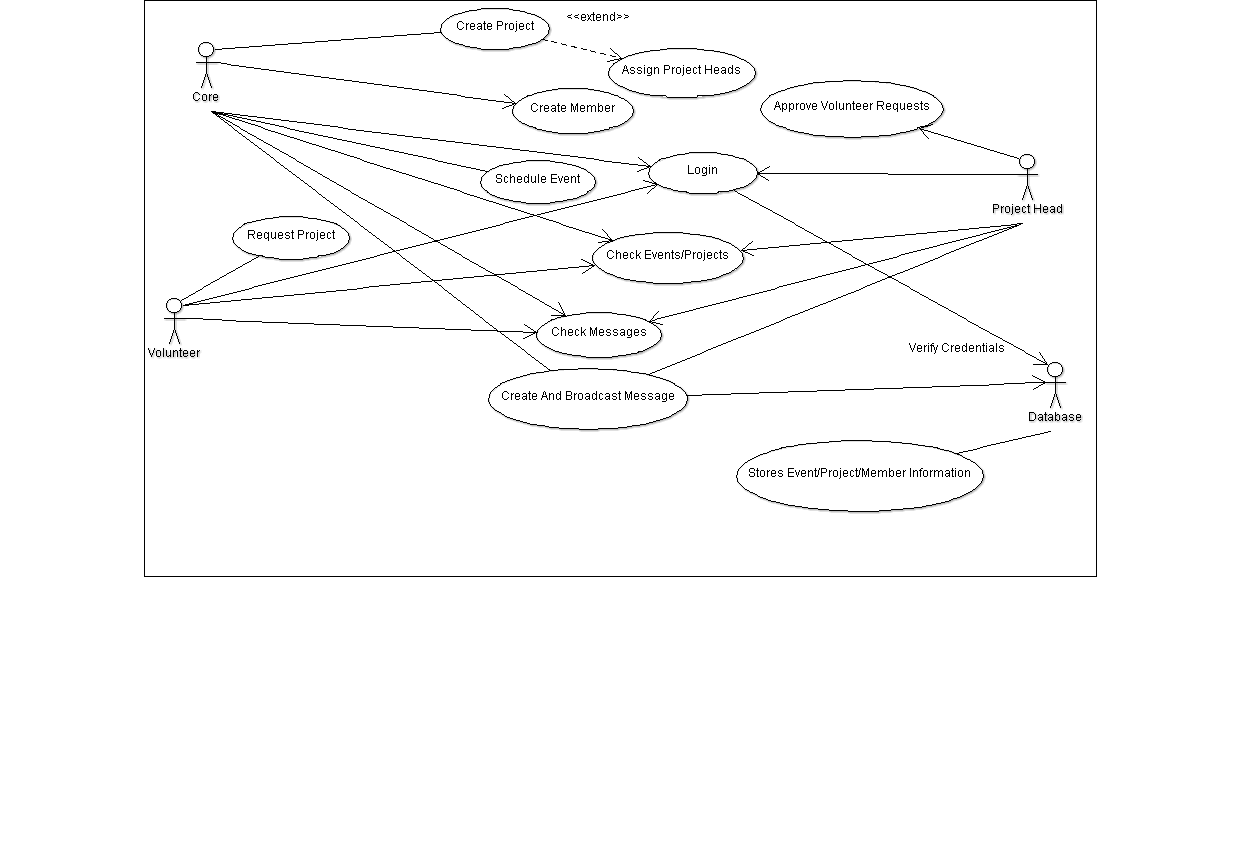 <<extend>>
Create Project
Assign Project Heads
Core
Create Member
Approve Volunteer Requests
Login
Schedule Event
Project Head
Request Project
Check Events/Projects
Check Messages
Volunteer
Verify Credentials
Create And Broadcast Message
Database
Stores Event/Project/Member Information